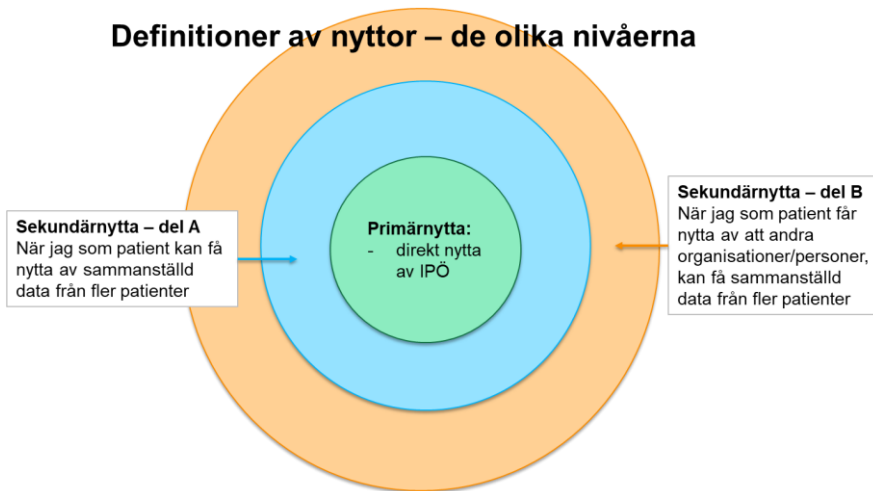 Definitioner av nyttor – de olika nivåerna
Sekundärnytta – del A
När jag som patient kan få
nytta av sammanställd
data från fler patienter
Primärnytta:
- direkt nytta
av IPÖ
Sekundärnytta – del B
När jag som patient får
nytta av att andra
organisationer/personer,
kan få sammanställd
data från fler patienter